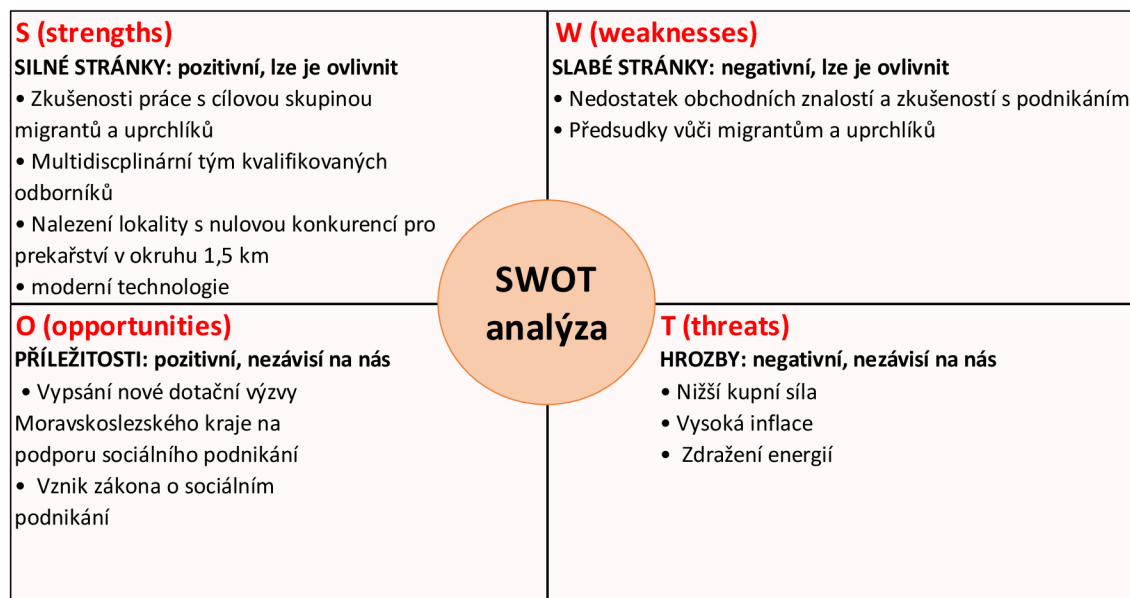 S (strengths)
SILNÉ STRÁNKY: pozitivní, lze je ovlivnit
• Zkušenosti práce s cílovou skupinou
migrantů a uprchlíků
• Multidiscplinární tým kvalifikovaných
odborníků
• Nalezení lokality s nulovou konkurencí pro
prekařství v okruhu 1,5 km
• moderní technologie
W (weaknesses)
SLABÉ STRÁNKY: negativní, lze je ovlivnit
• Nedostatek obchodních znalostí a zkušeností s podnikáním
• Předsudky vůči migrantům a uprchlíků
SWOT
analýza
O (opportunities)
PŘÍLEŽITOSTI: pozitivní, nezávisí na nás
• Vypsání nové dotační výzvy
Moravskoslezského kraje na
podporu sociálního podnikání
• Vznik zákona o sociálním
podnikání
T (threats)
HROZBY: negativní, nezávisí na nás
• Nižší kupní síla
• Vysoká inflace
• Zdražení energií